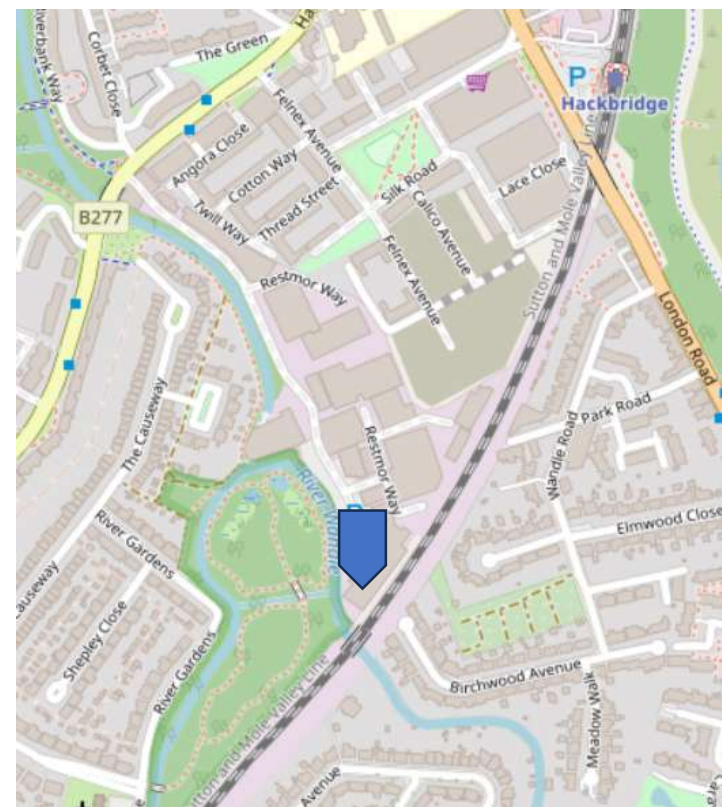 Riverbank Way
Corbet Close
The Green
Ha
P
Hackbridge
Felnex Avenue
Angora Close
Cotton Way
Thread Street
Twill Way
Silk Road
Lace Close
Calico Avenue
B277
Felnex Avenue
Restmor Way
Sutton and Mole Valley Line
London Road
The Causeway
Restmor Way
Park Road
Wandle Road
River Wandle
Elmwood Close
River Gardens
Causeway
Shepley Close
River Gardens
Birchwood Avenue
Meadow Walk
Sutton and Mole Valley Line
Avenue